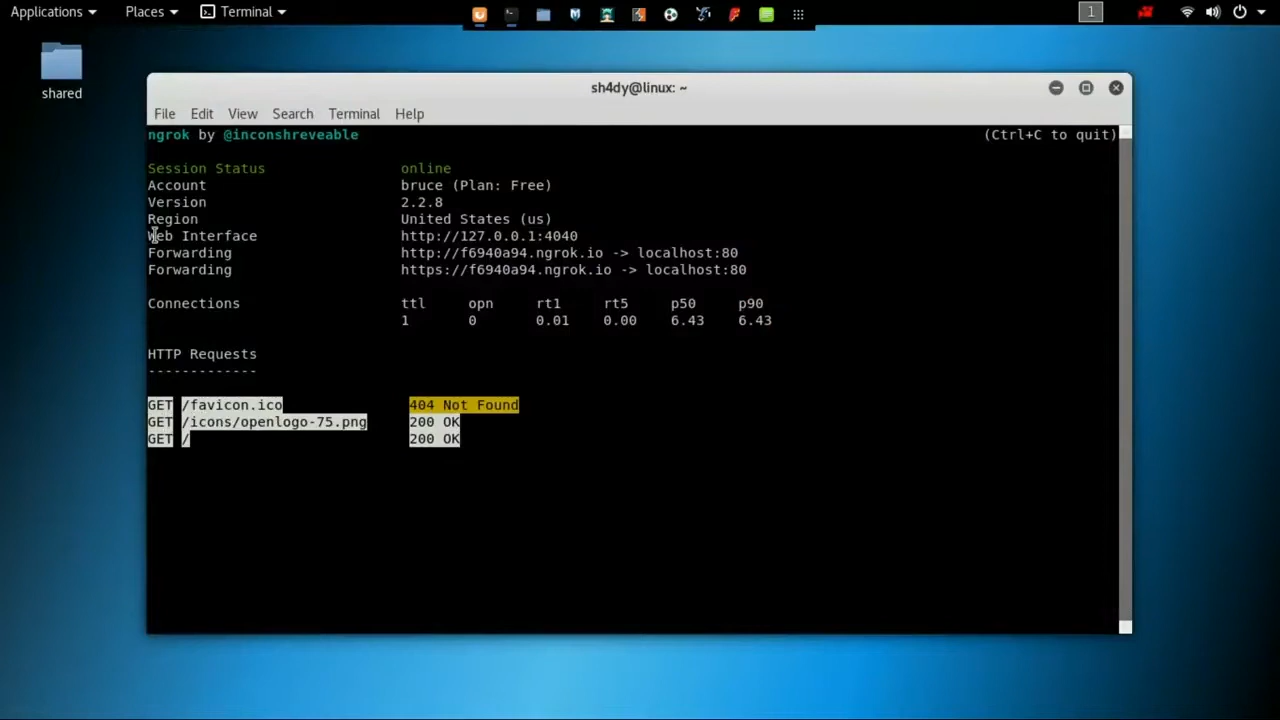 Applications Places Terminal 1
shared
sh4dy@linux: ~
File Edit View Search Terminal Help
ngrok by @inconshreveable (Ctrl+C to quit)
Session Status online
Account bruce (Plan: Free)
Version 2.2.8
Region United States (us)
Web Interface http://127.0.0.1:4040
Forwarding http://f6940a94.ngrok.io -> localhost:80
Forwarding https://f6940a94.ngrok.io -> localhost:80
Connections ttl opn rt1 rt5 p50 p90
1 0 0.01 0.00 6.43 6.43
HTTP Requests
-------------
GET /favicon.ico 404 Not Found
GET /icons/openlogo-75.png 200 OK
GET / 200 OK